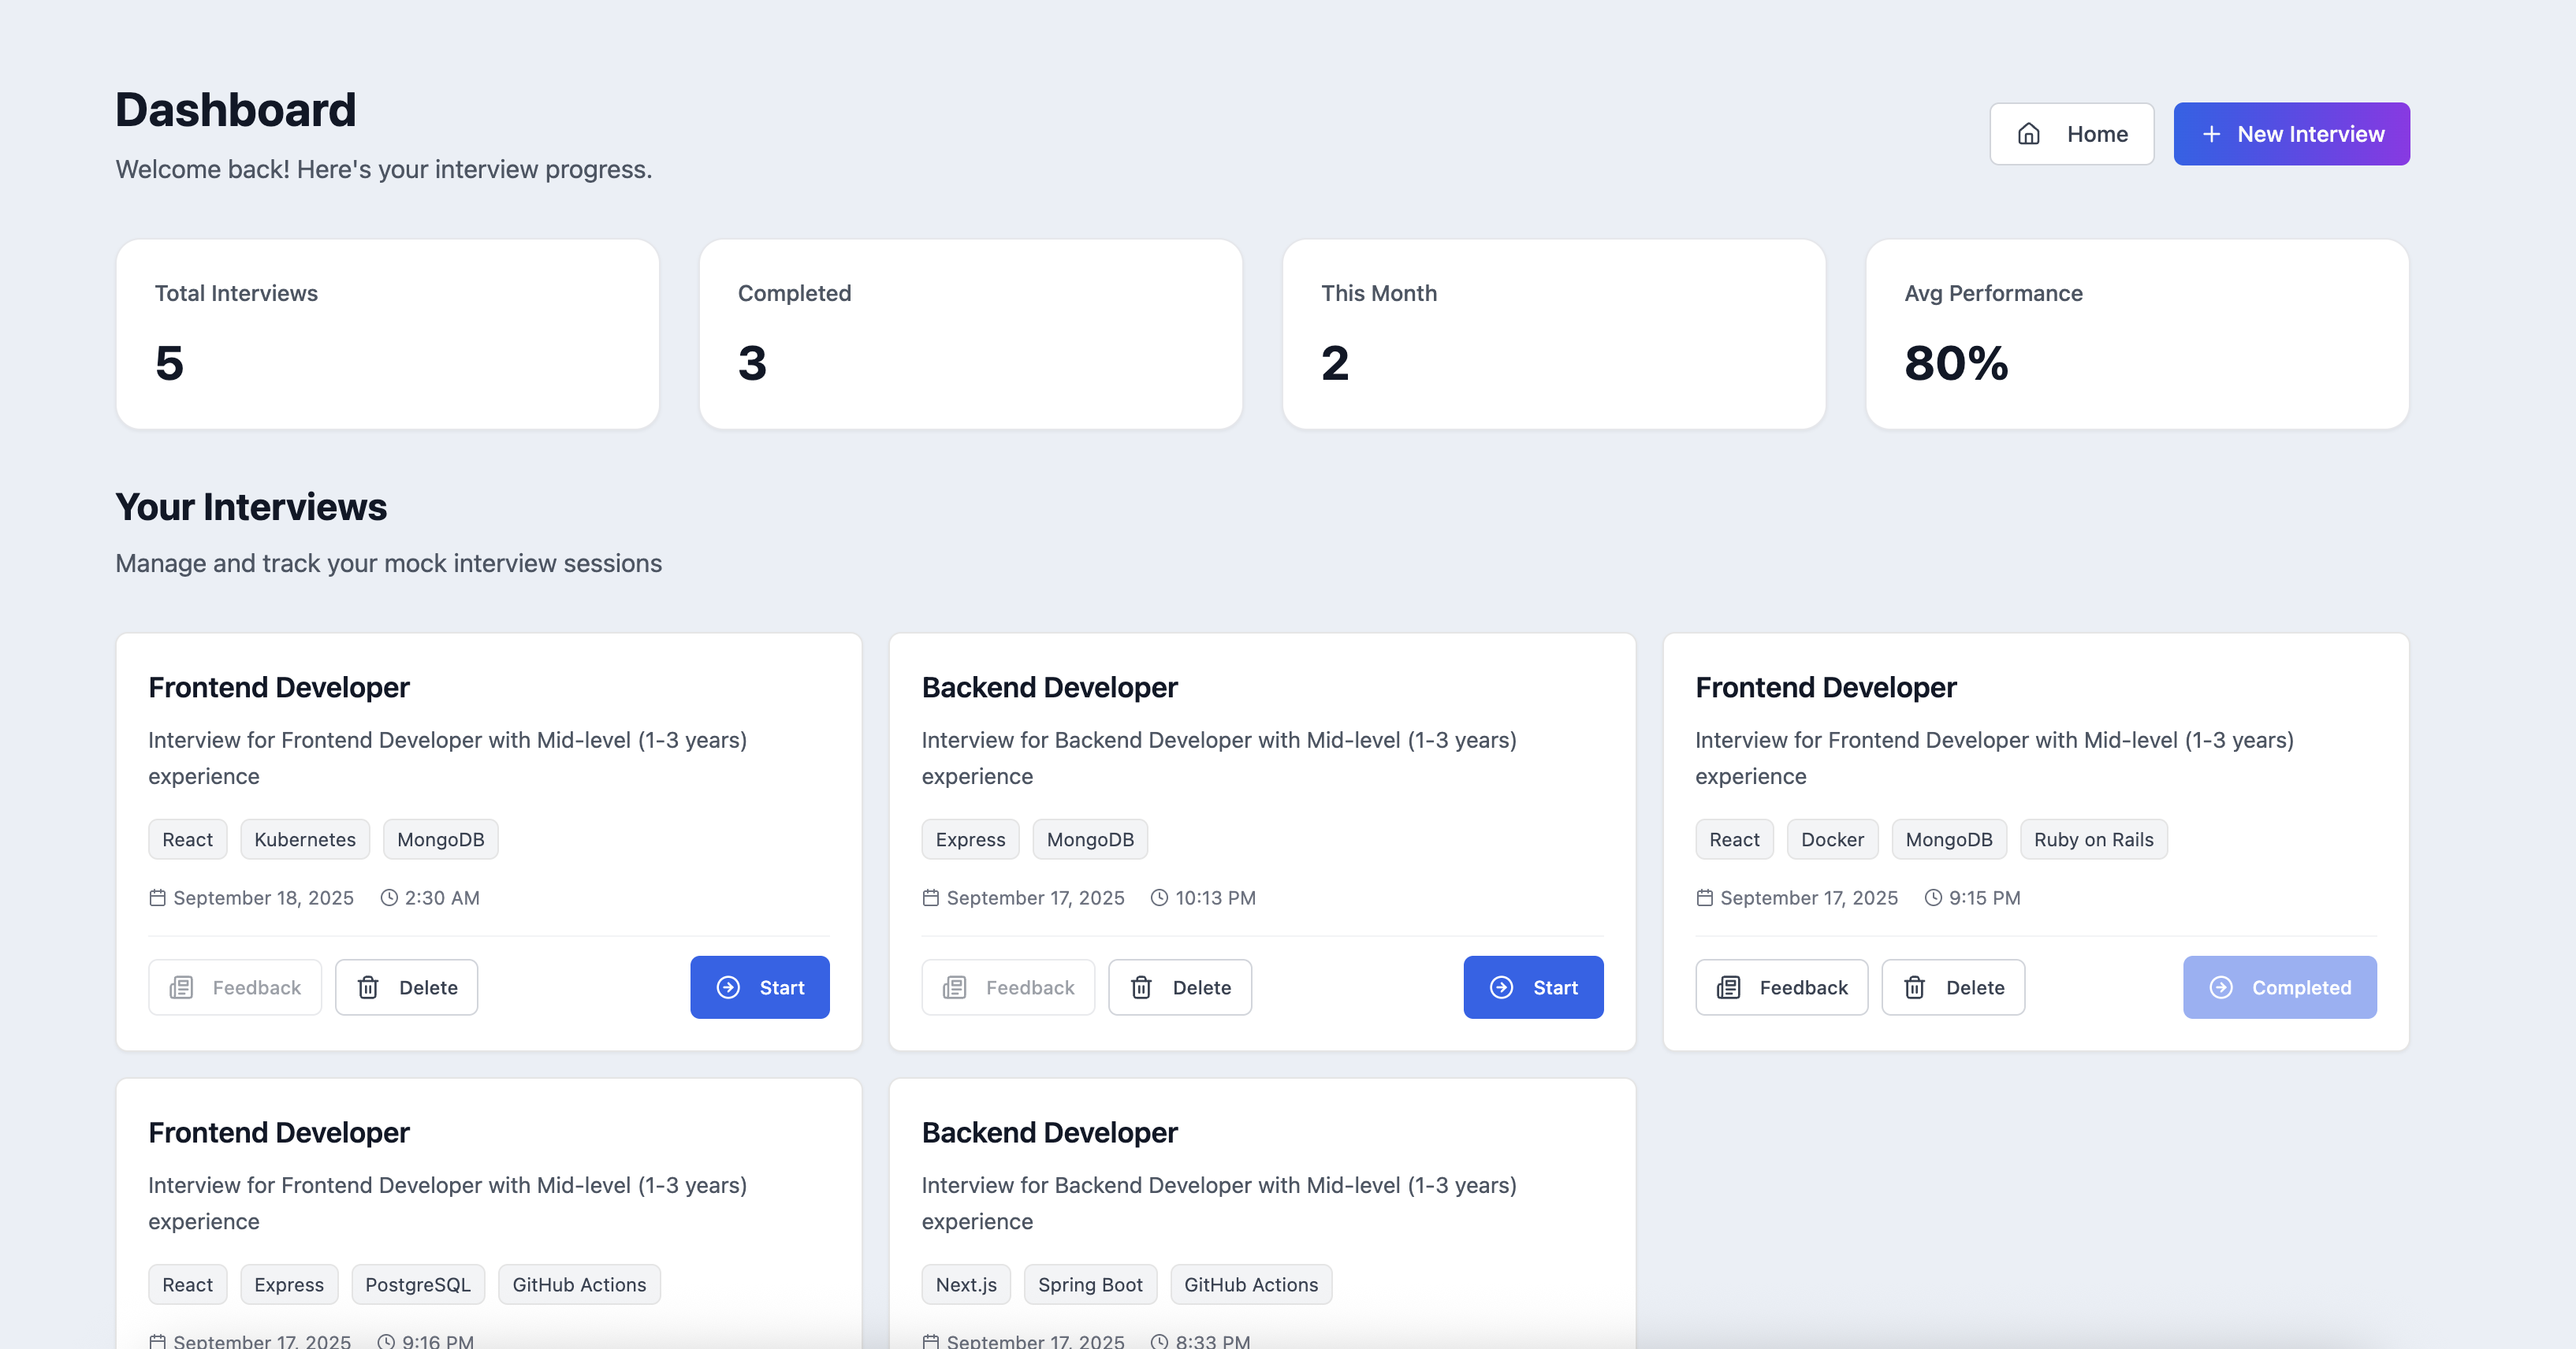 Dashboard
Welcome back! Here's your interview progress.
Home
New Interview
Total Interviews
5
Completed
3
This Month
2
Avg Performance
80%
Your Interviews
Manage and track your mock interview sessions
Frontend Developer
Interview for Frontend Developer with Mid-level (1-3 years)
experience
React Kubernetes MongoDB
September 18, 2025 2:30 AM
Feedback Delete Start
Backend Developer
Interview for Backend Developer with Mid-level (1-3 years)
experience
Express MongoDB
September 17, 2025 10:13 PM
Feedback Delete Start
Frontend Developer
Interview for Frontend Developer with Mid-level (1-3 years)
experience
React Docker MongoDB Ruby on Rails
September 17, 2025 9:15 PM
Feedback Delete Completed
Frontend Developer
Interview for Frontend Developer with Mid-level (1-3 years)
experience
React Express PostgreSQL GitHub Actions
September 17, 2025 9:16 PM
Backend Developer
Interview for Backend Developer with Mid-level (1-3 years)
experience
Next.js Spring Boot GitHub Actions
September 17, 2025 8:33 PM